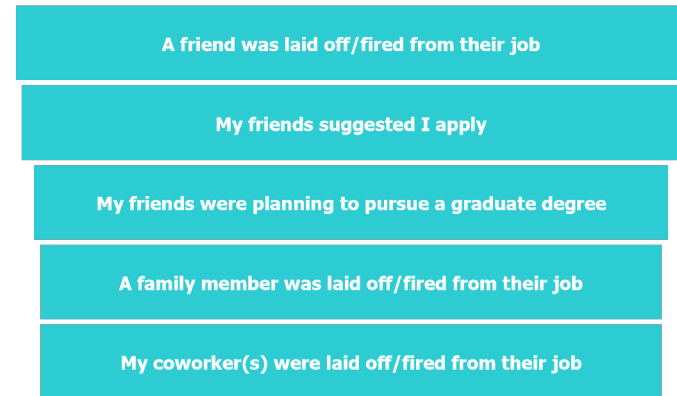 A friend was laid off/fired from their job
My friends suggested I apply
My friends were planning to pursue a graduate degree
A family member was laid off/fired from their job
My coworker(s) were laid off/fired from their job